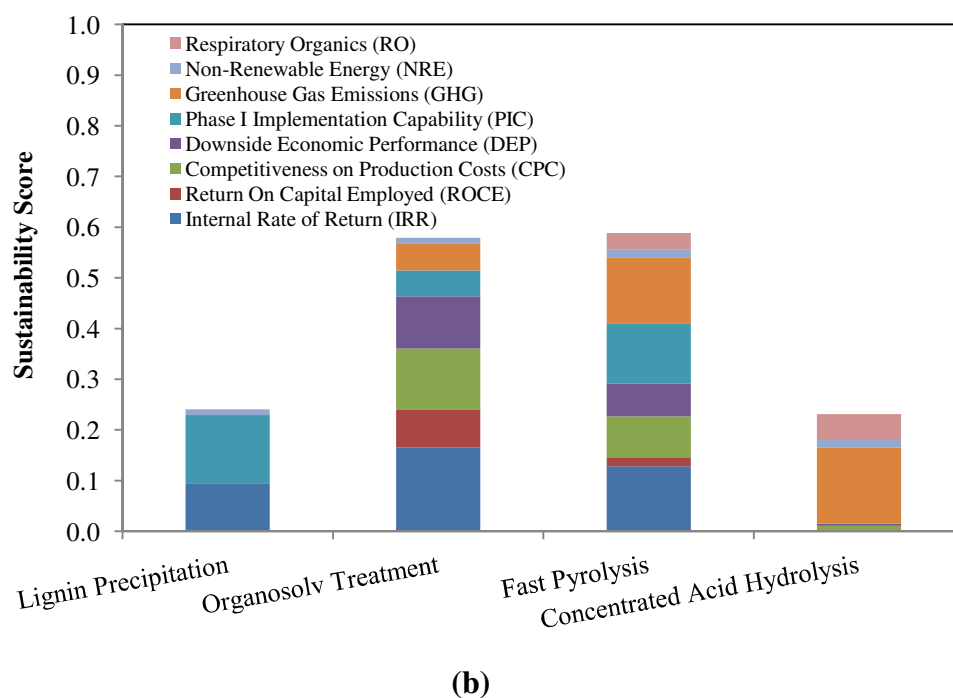 1.0
0.9
0.8
0.7
0.6
0.5
0.4
0.3
0.2
0.1
0.0
Sustainability Score
Respiratory Organics (RO)
Non-Renewable Energy (NRE)
Greenhouse Gas Emissions (GHG)
Phase I Implementation Capability (PIC)
Downside Economic Performance (DEP)
Competitiveness on Production Costs (CPC)
Return On Capital Employed (ROCE)
Internal Rate of Return (IRR)
Lignin Precipitation
Organosolv Treatment
Fast Pyrolysis
Concentrated Acid Hydrolysis
(b)